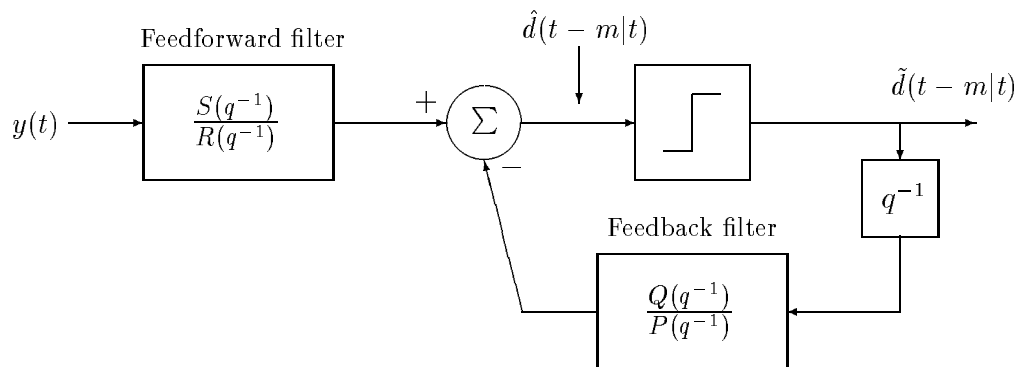 Feedforward filter
d̂(t − m|t)
d̃(t − m|t)
y(t)
S(q⁻¹)
R(q⁻¹)
+
Σ
−
q⁻¹
Feedback filter
Q(q⁻¹)
P(q⁻¹)